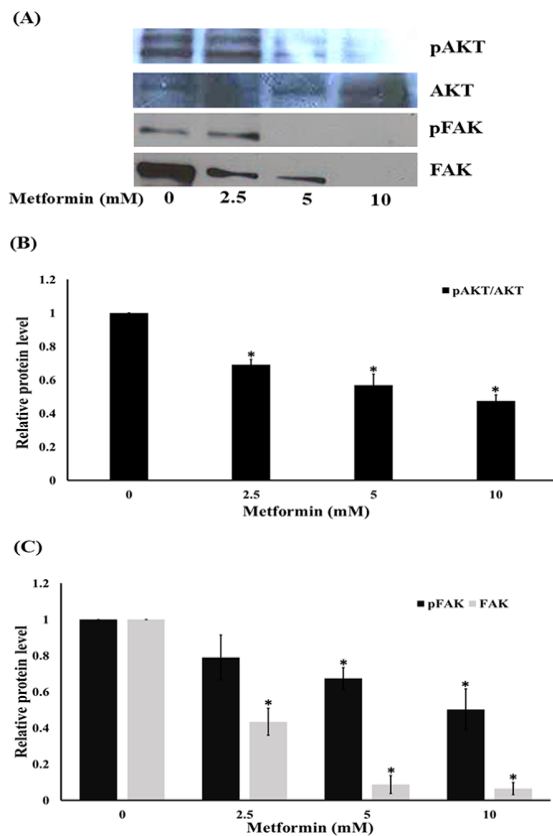 (A)
pAKT
AKT
pFAK
FAK
Metformin (mM) 0 2.5 5 10
(B)
1.2
1
0.8
0.6
0.4
0.2
0
Relative protein level
pAKT/AKT
* * *
0 2.5 5 10
Metformin (mM)
(C)
1.2
1
0.8
0.6
0.4
0.2
0
Relative protein level
pFAK FAK
* * * * *
0 2.5 5 10
Metformin (mM)